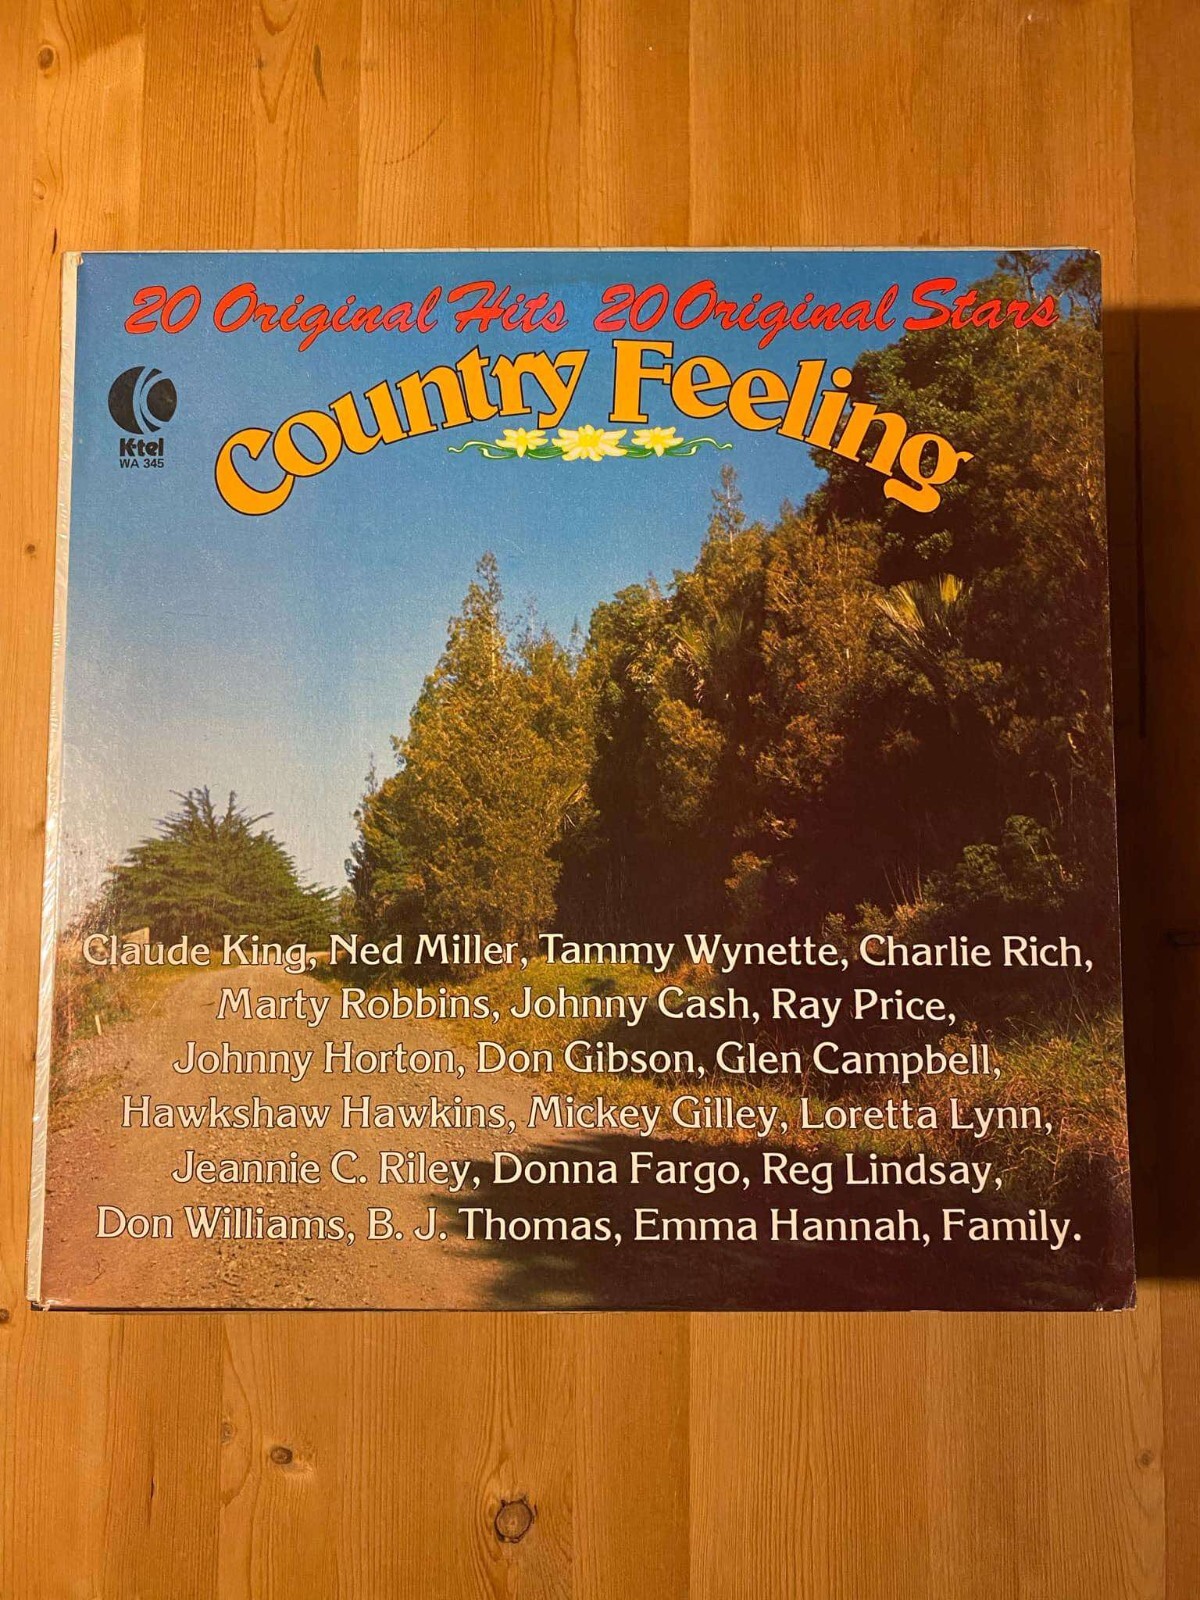 20 Original Hits 20 Original Stars
Country Feeling
K-tel
WA 345
Claude King, Ned Miller, Tammy Wynette, Charlie Rich,
Marty Robbins, Johnny Cash, Ray Price,
Johnny Horton, Don Gibson, Glen Campbell,
Hawkshaw Hawkins, Mickey Gilley, Loretta Lynn,
Jeannie C. Riley, Donna Fargo, Reg Lindsay,
Don Williams, B. J. Thomas, Emma Hannah, Family.